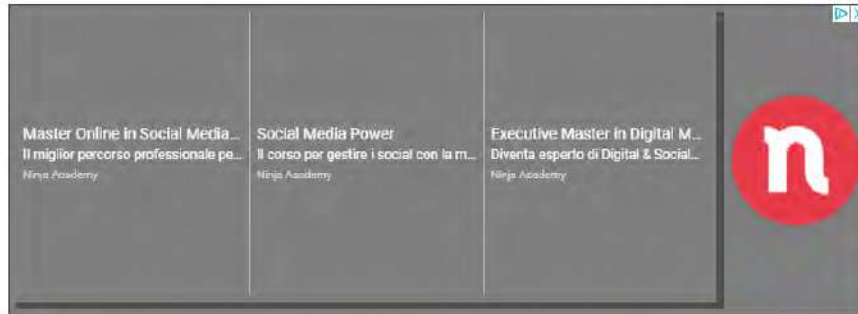 Master Online in Social Media...
Il miglior percorso professionale pe...
Ninja Academy
Social Media Power
Il corso per gestire i social con la m...
Ninja Academy
Executive Master in Digital M...
Diventa esperto di Digital & Social...
Ninja Academy
n